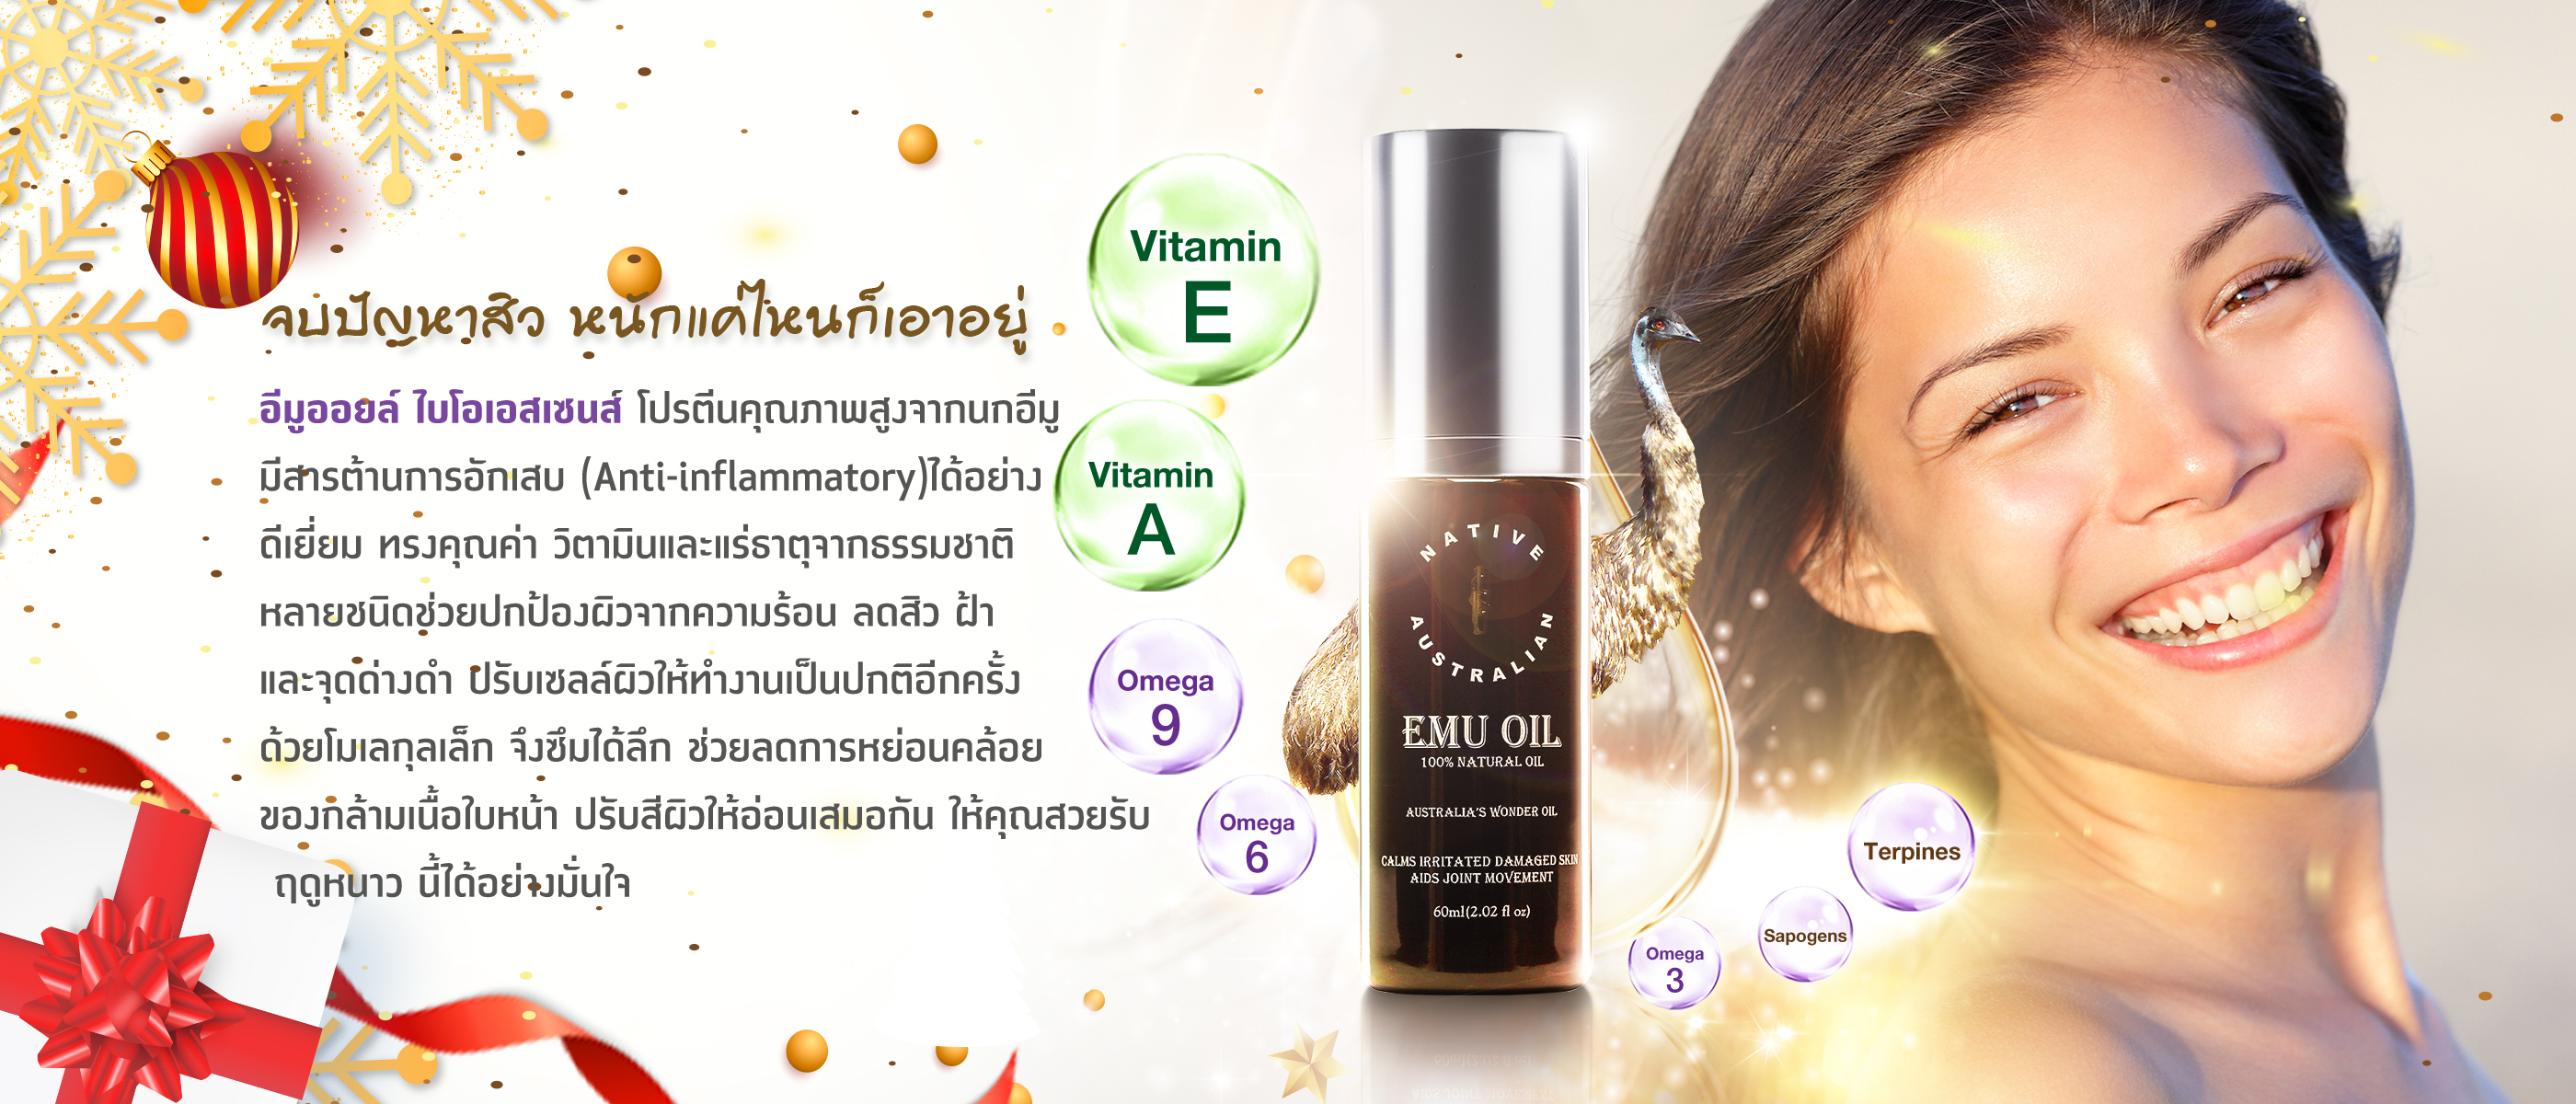 จบปัญหาสิว หนักแค่ไหนก็เอาอยู่
อีมูออยล์ ไบโอเอสเซนส์ โปรตีนคุณภาพสูงจากนกอีมู
มีสารต้านการอักเสบ (Anti-inflammatory)ได้อย่าง
ดีเยี่ยม ทรงคุณค่า วิตามินและแร่ธาตุจากธรรมชาติ
หลายชนิดช่วยปกป้องผิวจากความร้อน ลดสิว ฝ้า
และจุดด่างดำ ปรับเซลล์ผิวให้ทำงานเป็นปกติอีกครั้ง
ด้วยโมเลกุลเล็ก จึงซึมได้ลึก ช่วยลดการหย่อนคล้อย
ของกล้ามเนื้อใบหน้า ปรับสีผิวให้อ่อนเสมอกัน ให้คุณสวยรับ
ฤดูหนาว นี้ได้อย่างมั่นใจ
Vitamin
E
Vitamin
A
Omega
9
Omega
6
NATIVE
AUSTRALIAN
EMU OIL
100% NATURAL OIL
AUSTRALIA'S WONDER OIL
CALMS IRRITATED DAMAGED SKIN
AIDS JOINT MOVEMENT
60ml(2.02 fl oz)
Omega
3
Sapogens
Terpines